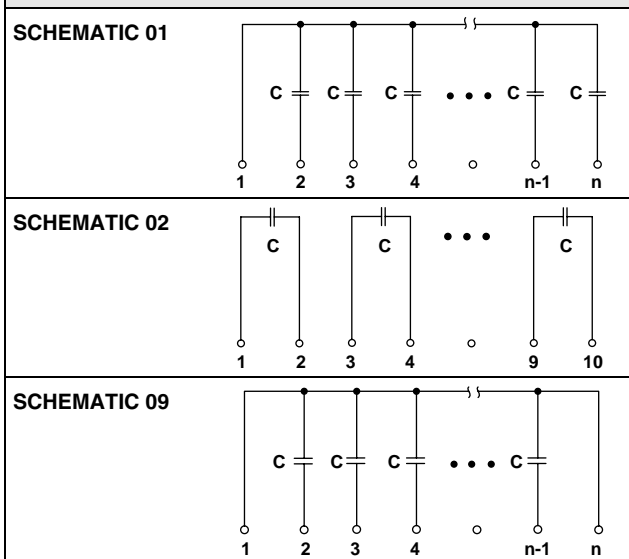 SCHEMATIC 01
C C C C C
1 2 3 4 n-1 n
SCHEMATIC 02
C C C
1 2 3 4 9 10
SCHEMATIC 09
C C C C
1 2 3 4 n-1 n